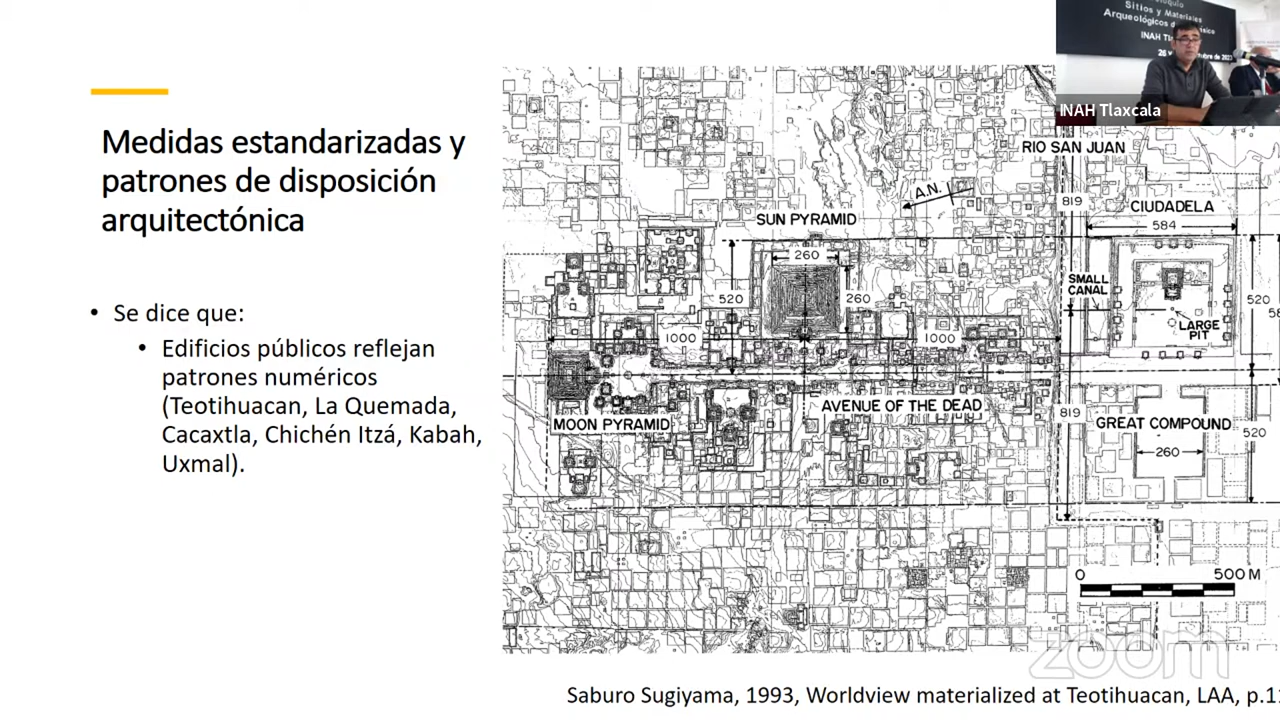 Sitios y Materiales
INAH Tlaxcala
Medidas estandarizadas y
patrones de disposición
arquitectónica
• Se dice que:
• Edificios públicos reflejan
patrones numéricos
(Teotihuacan, La Quemada,
Cacaxtla, Chichén Itzá, Kabah,
Uxmal).
RIO SAN JUAN
A.N.
819
CIUDADELA
SUN PYRAMID
584
260
SMALL
CANAL
520
260
520
LARGE
PIT
1000
1000
AVENUE OF THE DEAD
819
MOON PYRAMID
GREAT COMPOUND
520
260
0
500 M
zoom
Saburo Sugiyama, 1993, Worldview materialized at Teotihuacan, LAA, p.